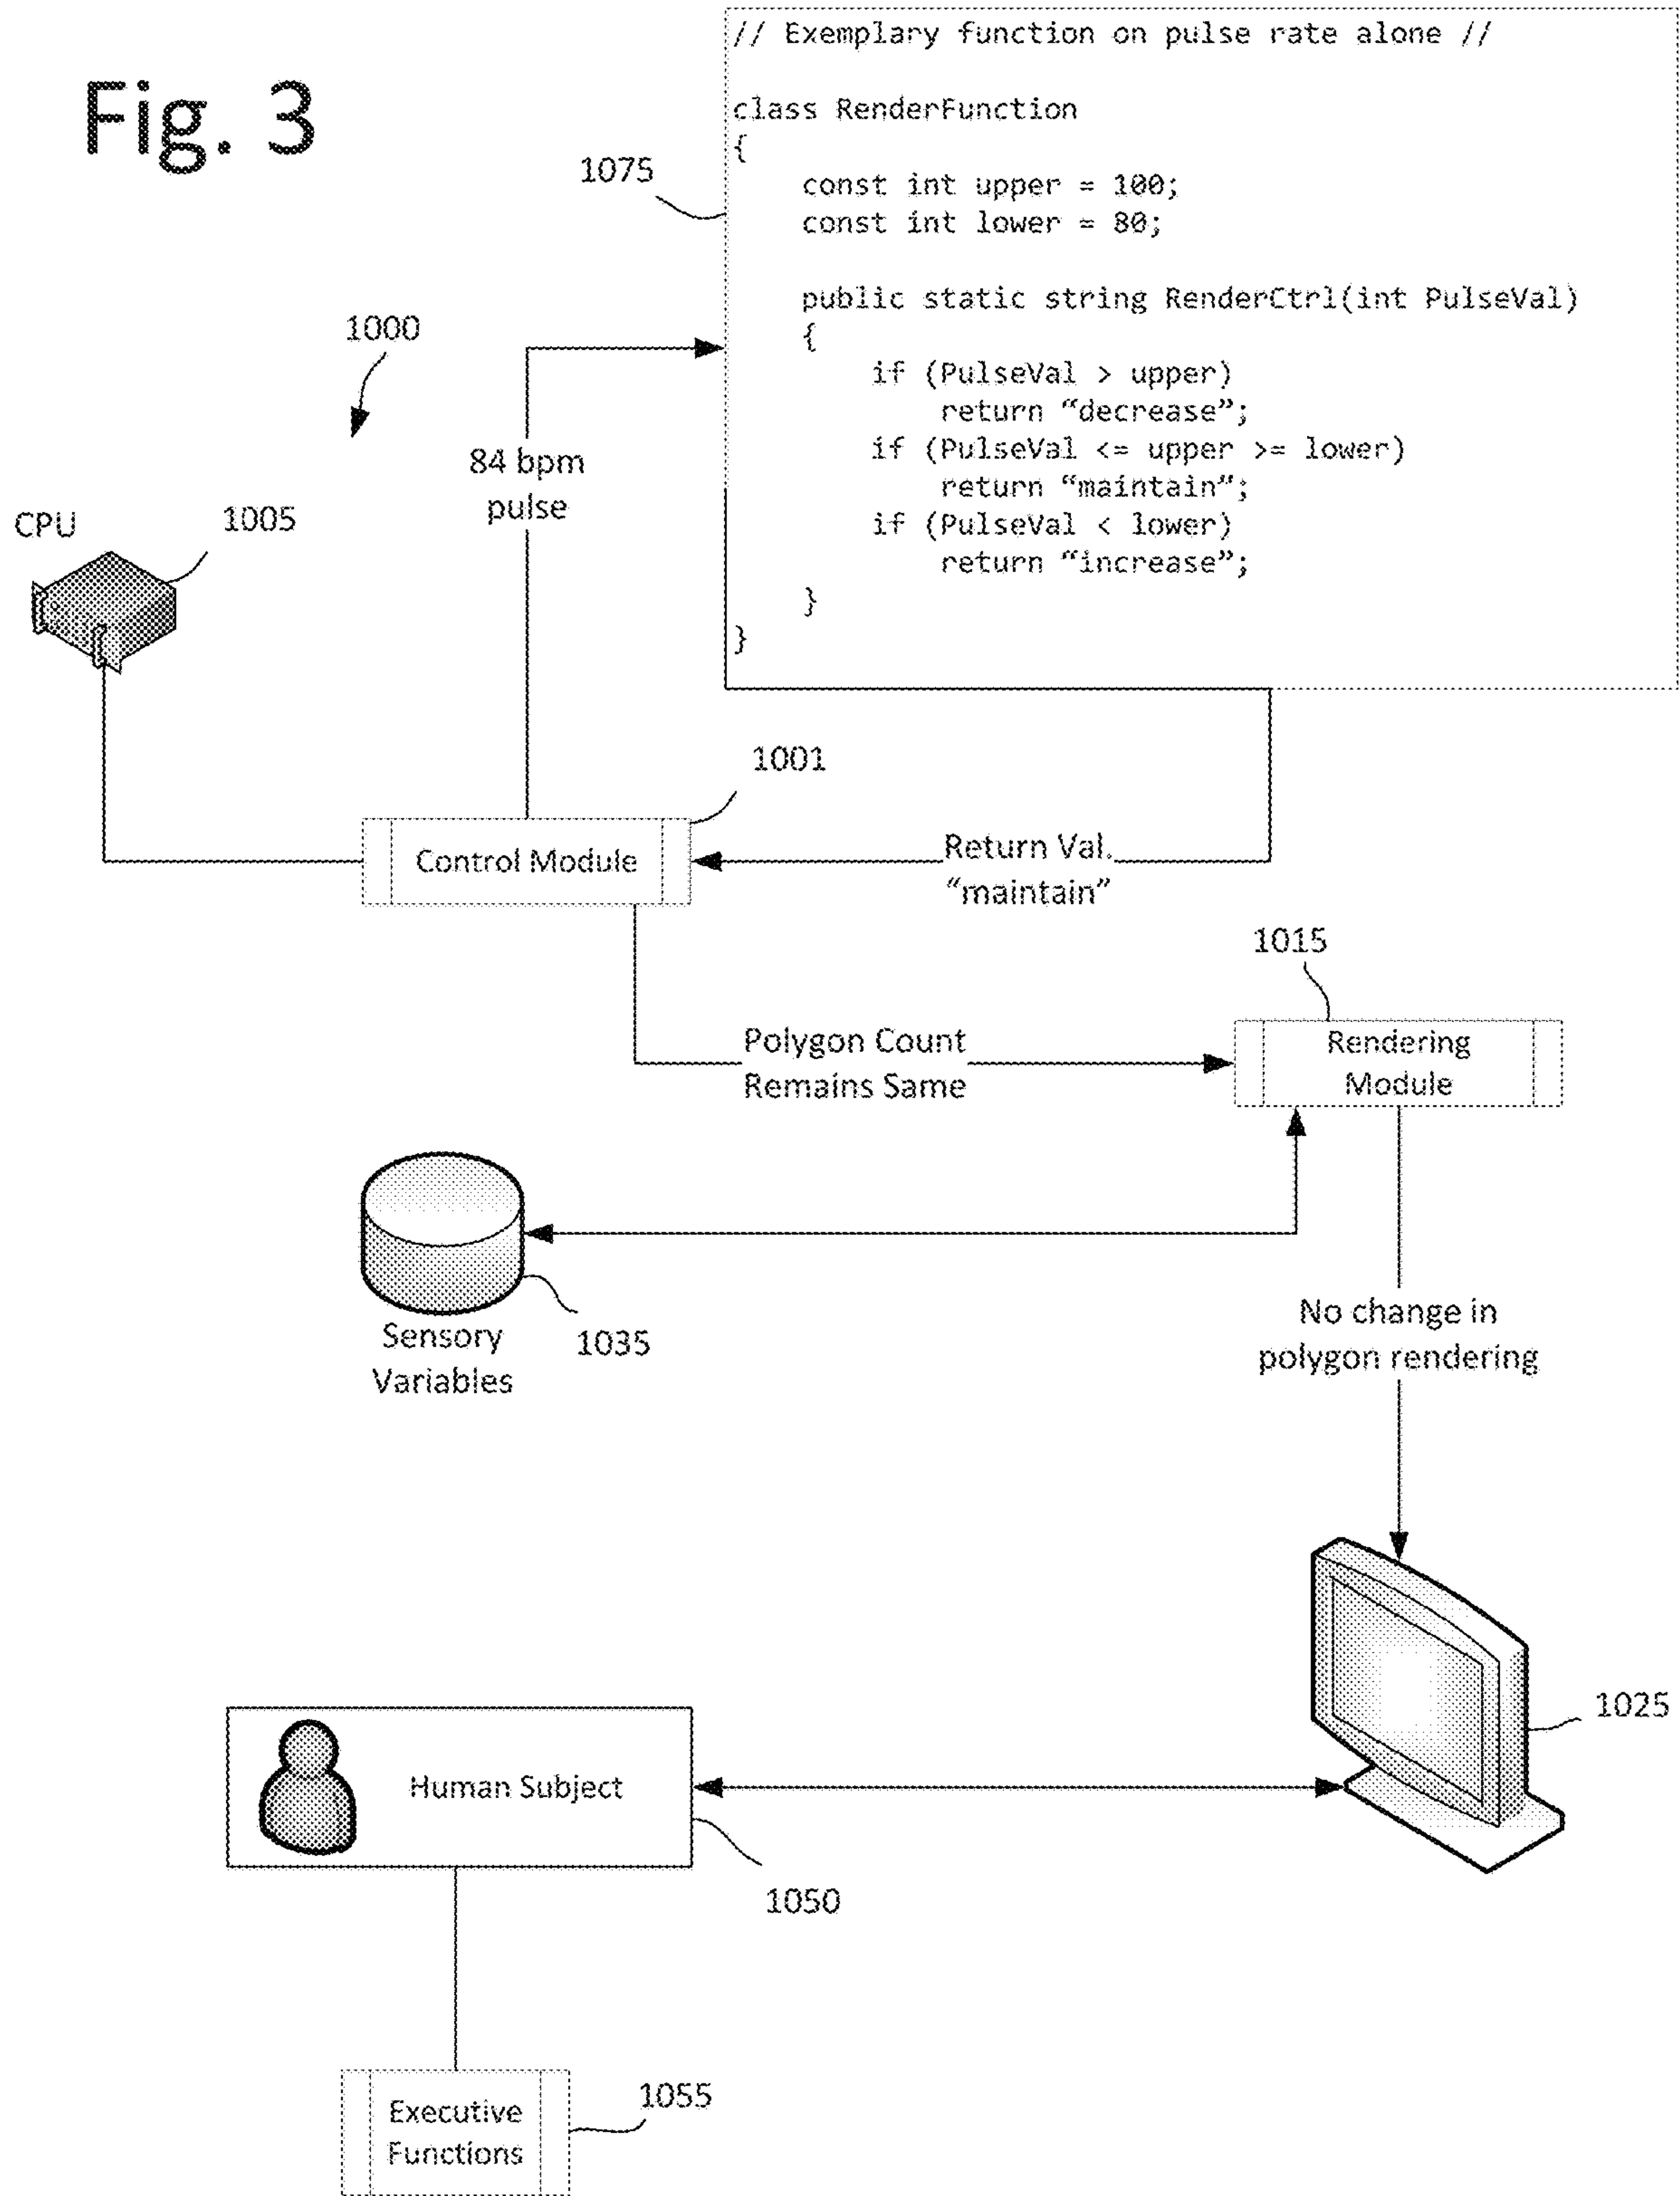 Fig. 3
// Exemplary function on pulse rate alone //
class RenderFunction
{
const int upper = 100;
const int lower = 80;
public static string RenderCtrl(int PulseVal)
{
if (PulseVal > upper)
return “decrease”;
if (PulseVal <= upper >= lower)
return “maintain”;
if (PulseVal < lower)
return “increase”;
}
}
1075
1000
84 bpm
pulse
CPU
1005
1001
Control Module
Return Val.
“maintain”
1015
Rendering
Module
Polygon Count
Remains Same
Sensory
Variables
1035
No change in
polygon rendering
1025
Human Subject
1050
Executive
Functions
1055